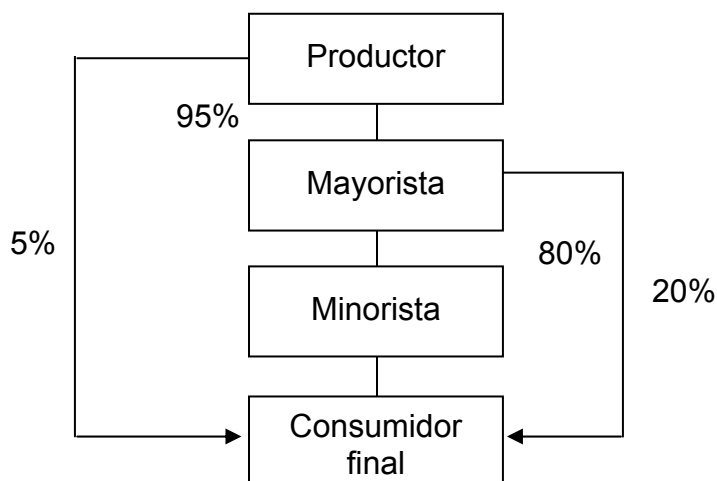 Productor
95%
Mayorista
5%
80%
20%
Minorista
Consumidor
final